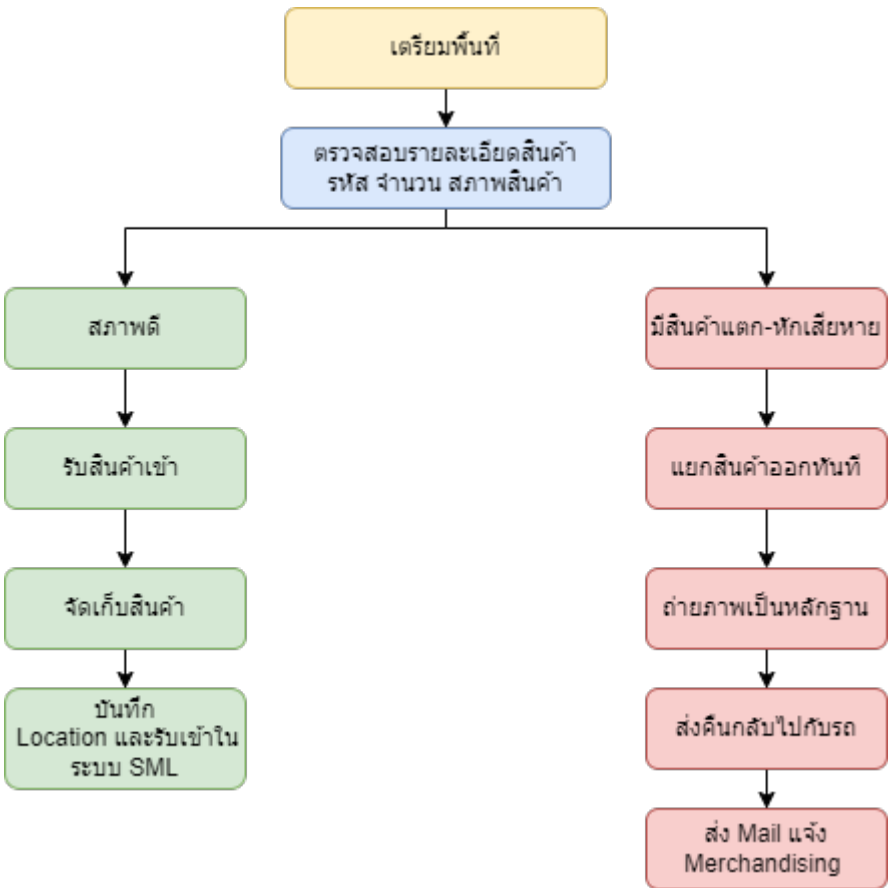 เตรียมพื้นที่
ตรวจสอบรายละเอียดสินค้า
รหัส จำนวน สภาพสินค้า
สภาพดี
มีสินค้าแตก-หักเสียหาย
รับสินค้าเข้า
แยกสินค้าออกทันที
จัดเก็บสินค้า
ถ่ายภาพเป็นหลักฐาน
บันทึก
Location และรับเข้าใน
ระบบ SML
ส่งคืนกลับไปกับรถ
ส่ง Mail แจ้ง
Merchandising